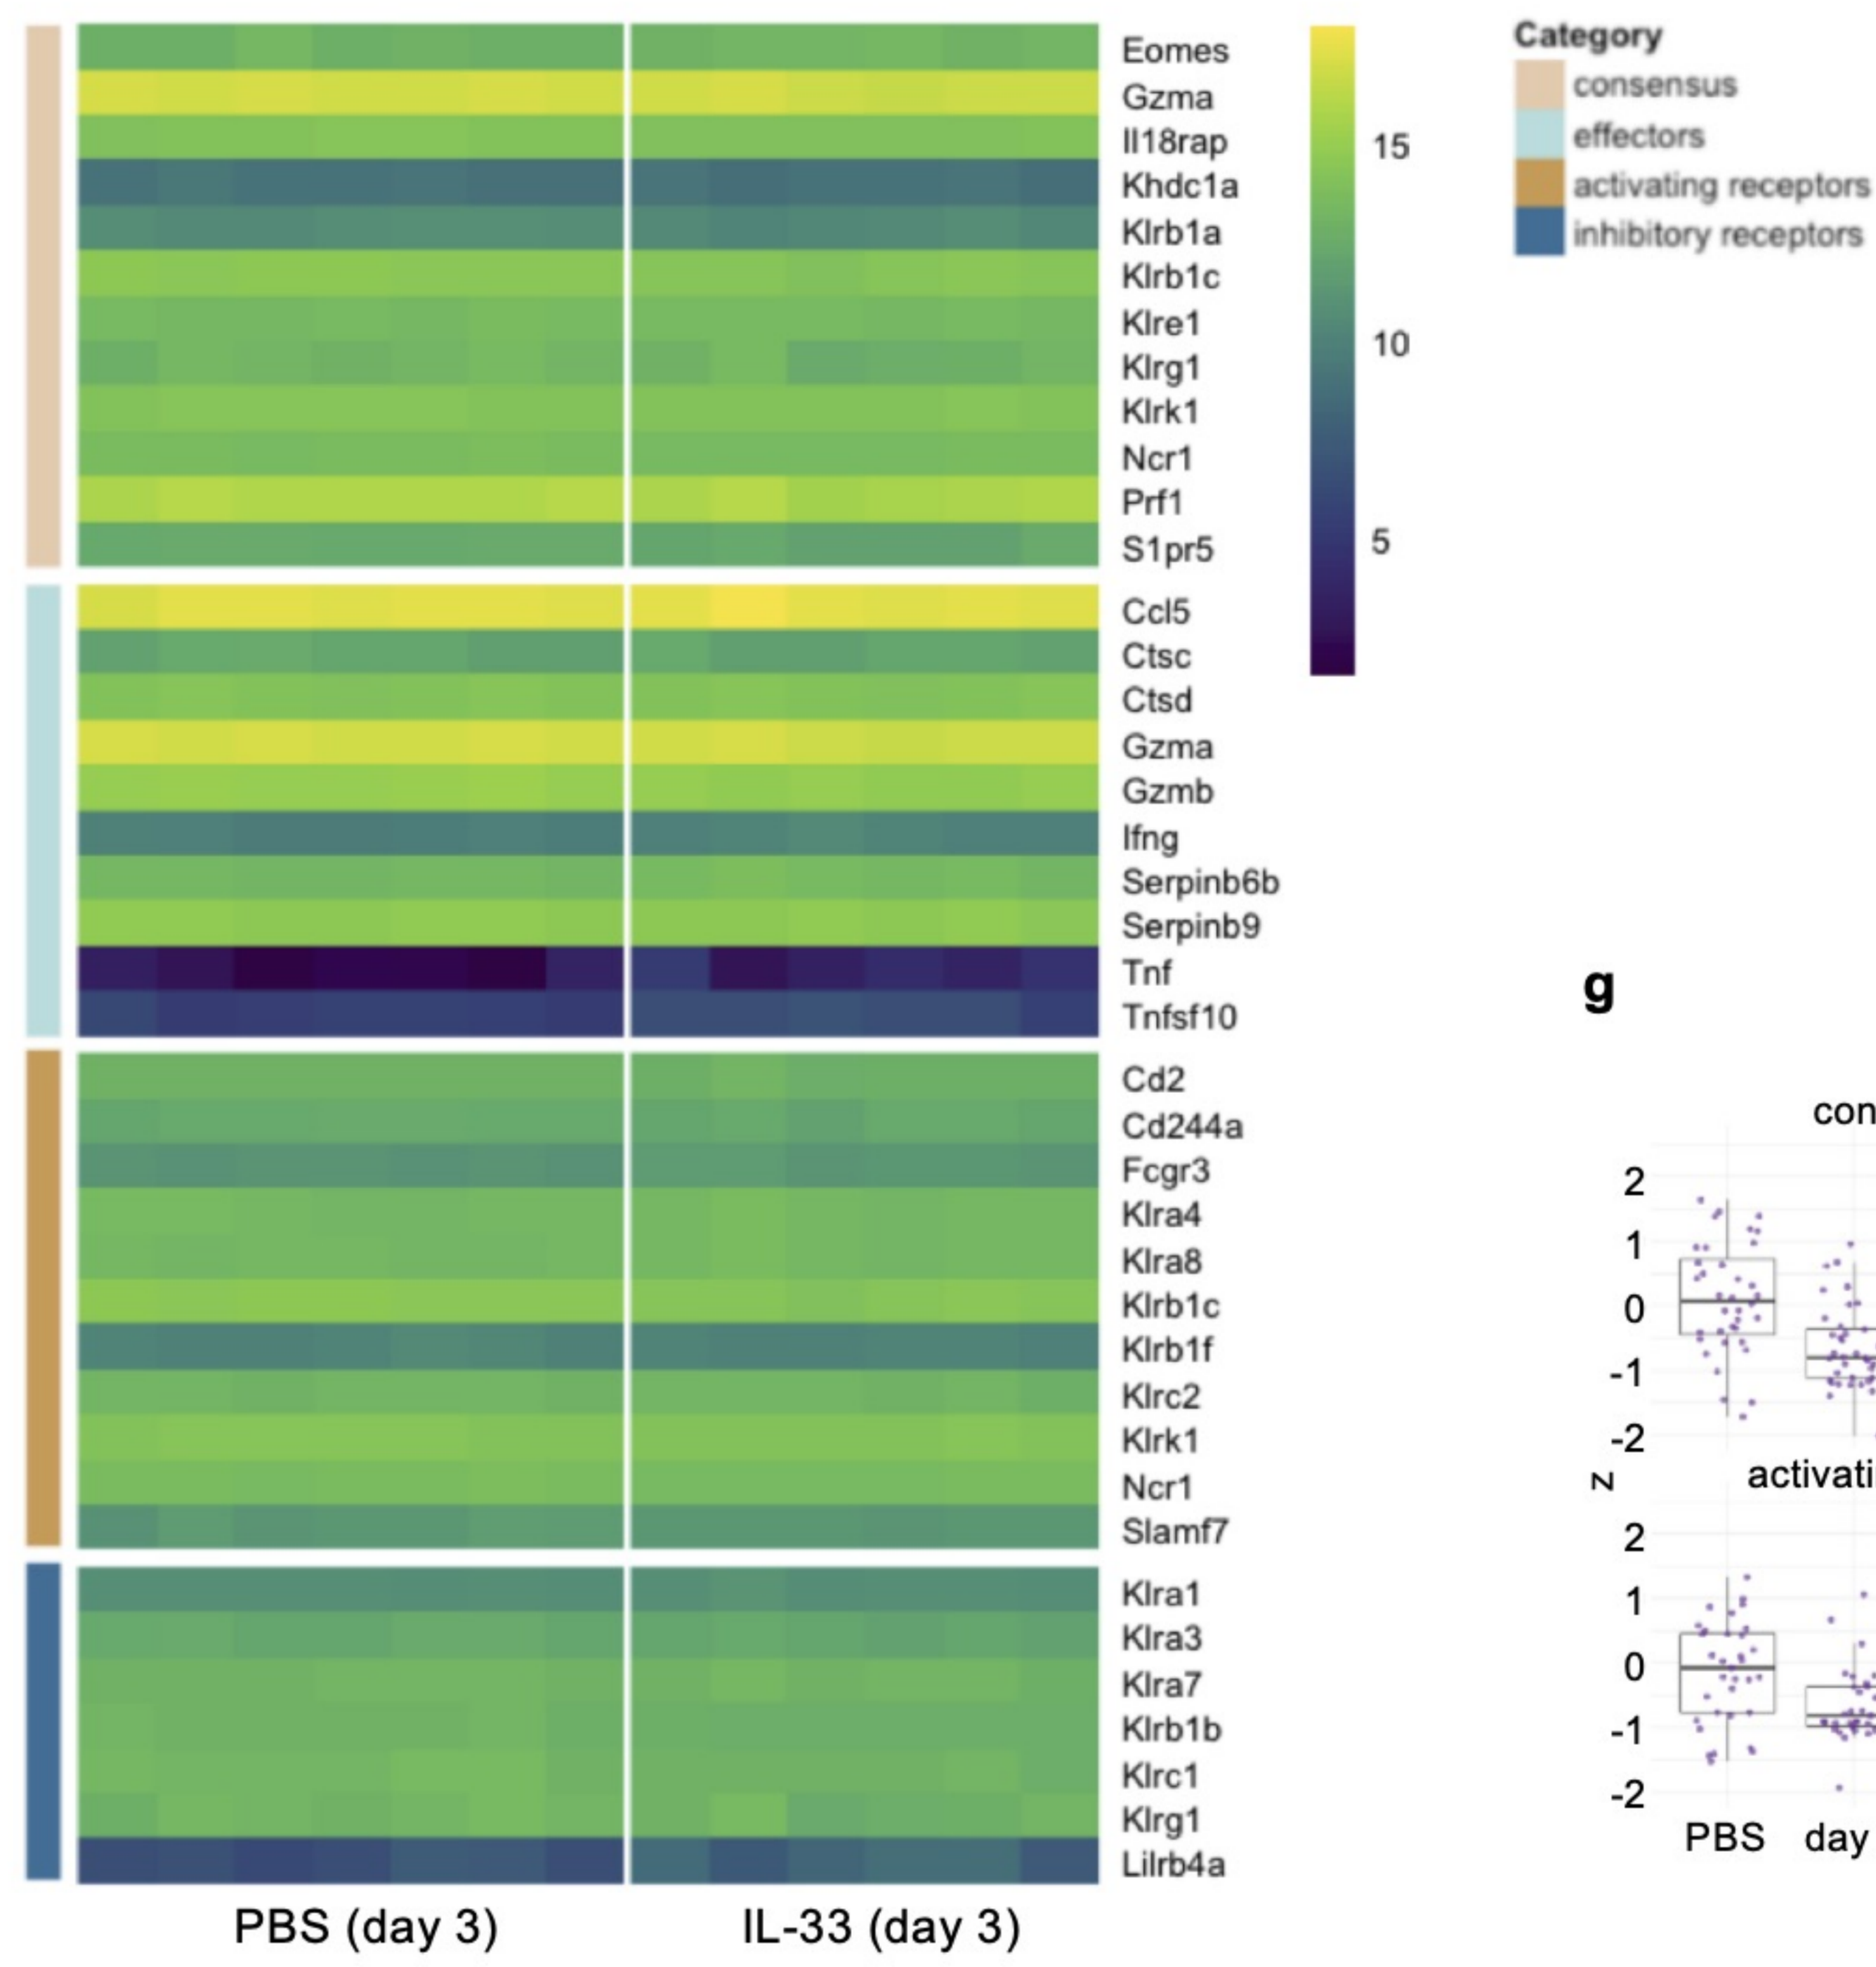 Eomes
Gzma
Il18rap
Khdc1a
Klrb1a
Klrb1c
Klre1
Klrg1
Klrk1
Ncr1
Prf1
S1pr5
Ccl5
Ctsc
Ctsd
Gzma
Gzmb
Ifng
Serpinb6b
Serpinb9
Tnf
Tnfsf10
Cd2
Cd244a
Fcgr3
Klra4
Klra8
Klrb1c
Klrb1f
Klrc2
Klrk1
Ncr1
Slamf7
Klra1
Klra3
Klra7
Klrb1b
Klrc1
Klrg1
Lilrb4a
PBS (day 3) IL-33 (day 3)
15
10
5
Category
consensus
effectors
activating receptors
inhibitory receptors
g
con
2
1
0
-1
-2
z
activati
2
1
0
-1
-2
PBS day